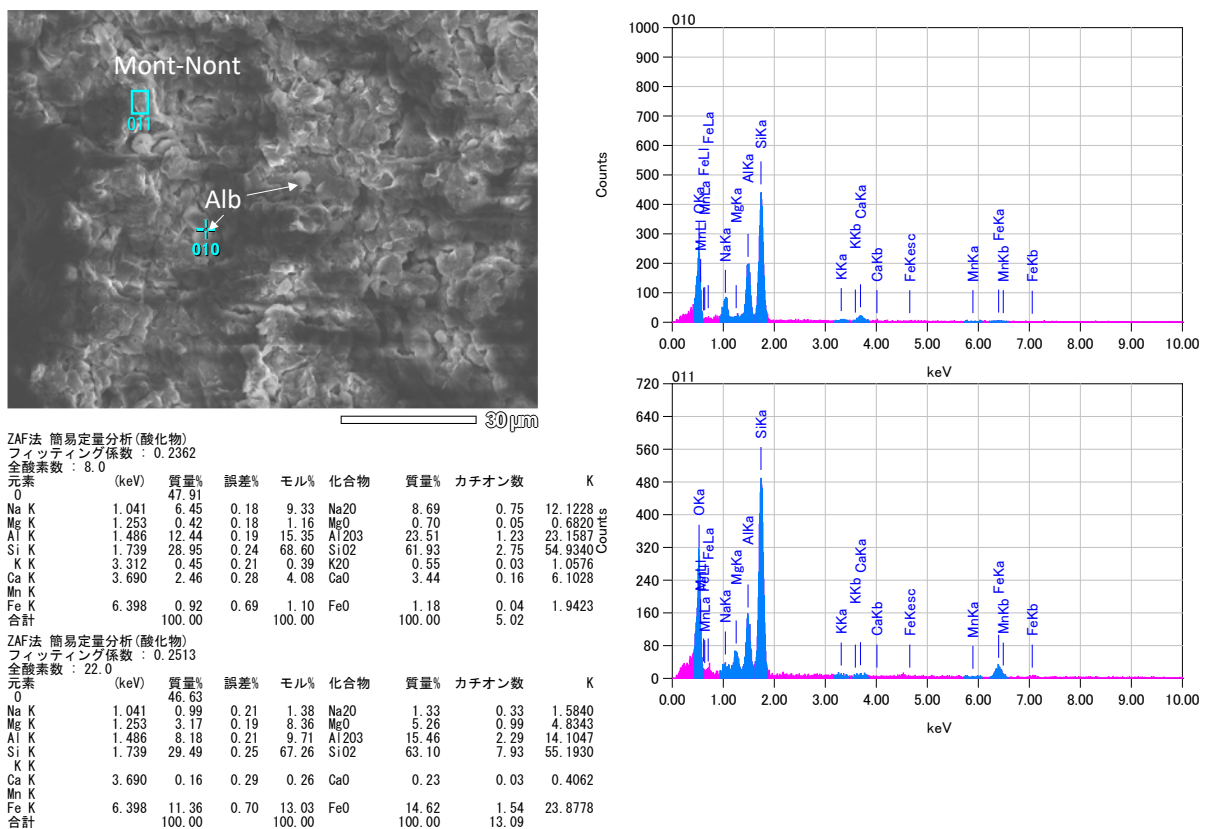 Mont-Nont
011
Alb
010
30 μm
ZAF法 簡易定量分析(酸化物)
フィッティング係数 : 0.2362
全酸素数 : 8.0
元素 (keV) 質量% 誤差% モル% 化合物 質量% カチオン数 K
O 47.91
Na K 1.041 6.45 0.18 9.33 Na2O 8.69 0.75 12.1228
Mg K 1.253 0.42 0.18 1.16 MgO 0.70 0.05 0.6820
Al K 1.486 12.44 0.19 15.35 Al2O3 23.51 1.23 23.1587
Si K 1.739 28.95 0.24 68.60 SiO2 61.93 2.75 54.9340
K K 3.312 0.45 0.21 0.39 K2O 0.55 0.03 1.0576
Ca K 3.690 2.46 0.28 4.08 CaO 3.44 0.16 6.1028
Mn K
Fe K 6.398 0.92 0.69 1.10 FeO 1.18 0.04 1.9423
合計 100.00 100.00 100.00 5.02
ZAF法 簡易定量分析(酸化物)
フィッティング係数 : 0.2513
全酸素数 : 22.0
元素 (keV) 質量% 誤差% モル% 化合物 質量% カチオン数 K
O 46.63
Na K 1.041 0.99 0.21 1.38 Na2O 1.33 0.33 1.5840
Mg K 1.253 3.17 0.19 8.36 MgO 5.26 0.99 4.8343
Al K 1.486 8.18 0.21 9.71 Al2O3 15.46 2.29 14.1047
Si K 1.739 29.49 0.25 67.26 SiO2 63.10 7.93 55.1930
K K
Ca K 3.690 0.16 0.29 0.26 CaO 0.23 0.03 0.4062
Mn K
Fe K 6.398 11.36 0.70 13.03 FeO 14.62 1.54 23.8778
合計 100.00 100.00 100.00 13.09
010
Counts
1000
900
800
700
600
500
400
300
200
100
0
MnLl
OKa
MnLa
FeLl
FeLa
NaKa
MgKa
AlKa
SiKa
KKa
KKb
CaKa
CaKb
FeKesc
MnKa
MnKb
FeKa
FeKb
0.00 1.00 2.00 3.00 4.00 5.00 6.00 7.00 8.00 9.00 10.00
keV
011
Counts
720
640
560
480
400
320
240
160
80
0
OKa
MnLl
MnLa
FeLl
FeLa
NaKa
MgKa
AlKa
SiKa
KKa
KKb
CaKa
CaKb
FeKesc
MnKa
MnKb
FeKa
FeKb
0.00 1.00 2.00 3.00 4.00 5.00 6.00 7.00 8.00 9.00 10.00
keV